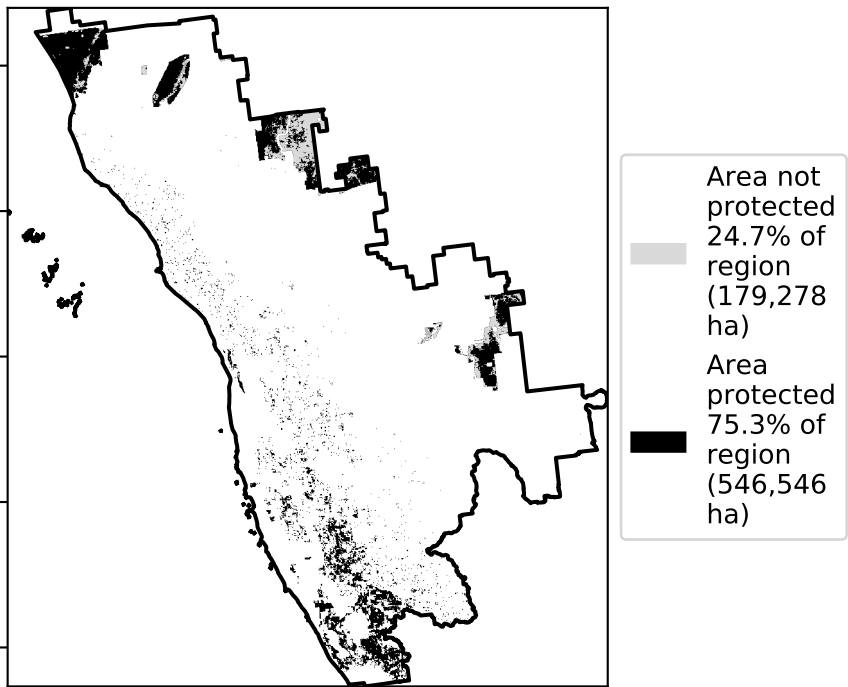 Area not
protected
24.7% of
region
(179,278
ha)
Area
protected
75.3% of
region
(546,546
ha)